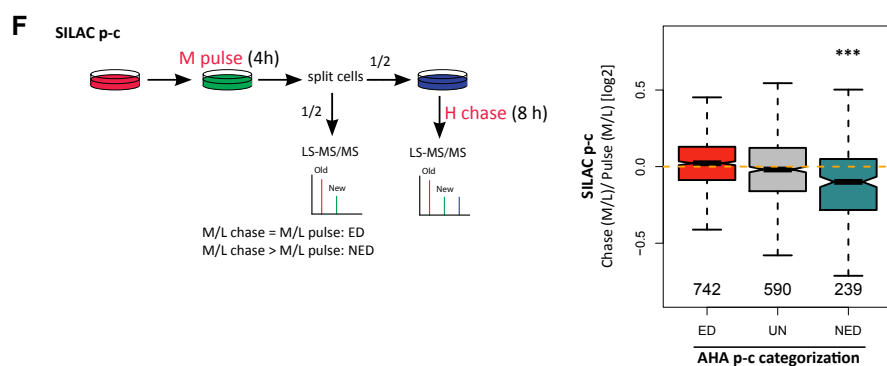 F
SILAC p-c
M pulse (4h)
split cells
1/2
1/2
H chase (8 h)
LS-MS/MS
LS-MS/MS
Old
New
Old
New
M/L chase = M/L pulse: ED
M/L chase > M/L pulse: NED
SILAC p-c
Chase (M/L)/ Pulse (M/L) [log2]
0.5
0.0
−0.5
***
742
590
239
ED
UN
NED
AHA p-c categorization